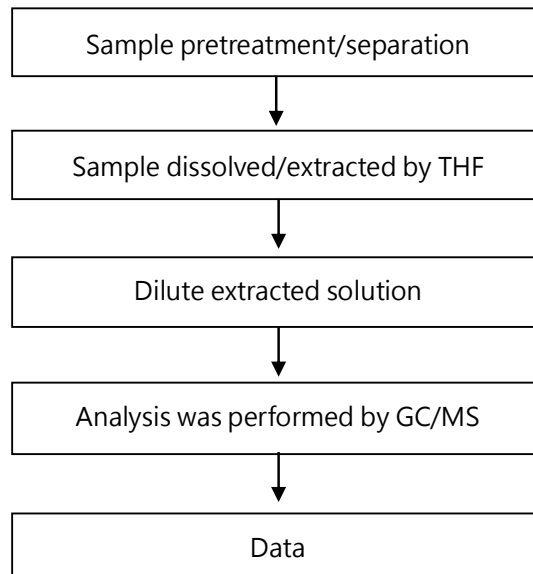 Sample pretreatment/separation
Sample dissolved/extracted by THF
Dilute extracted solution
Analysis was performed by GC/MS
Data